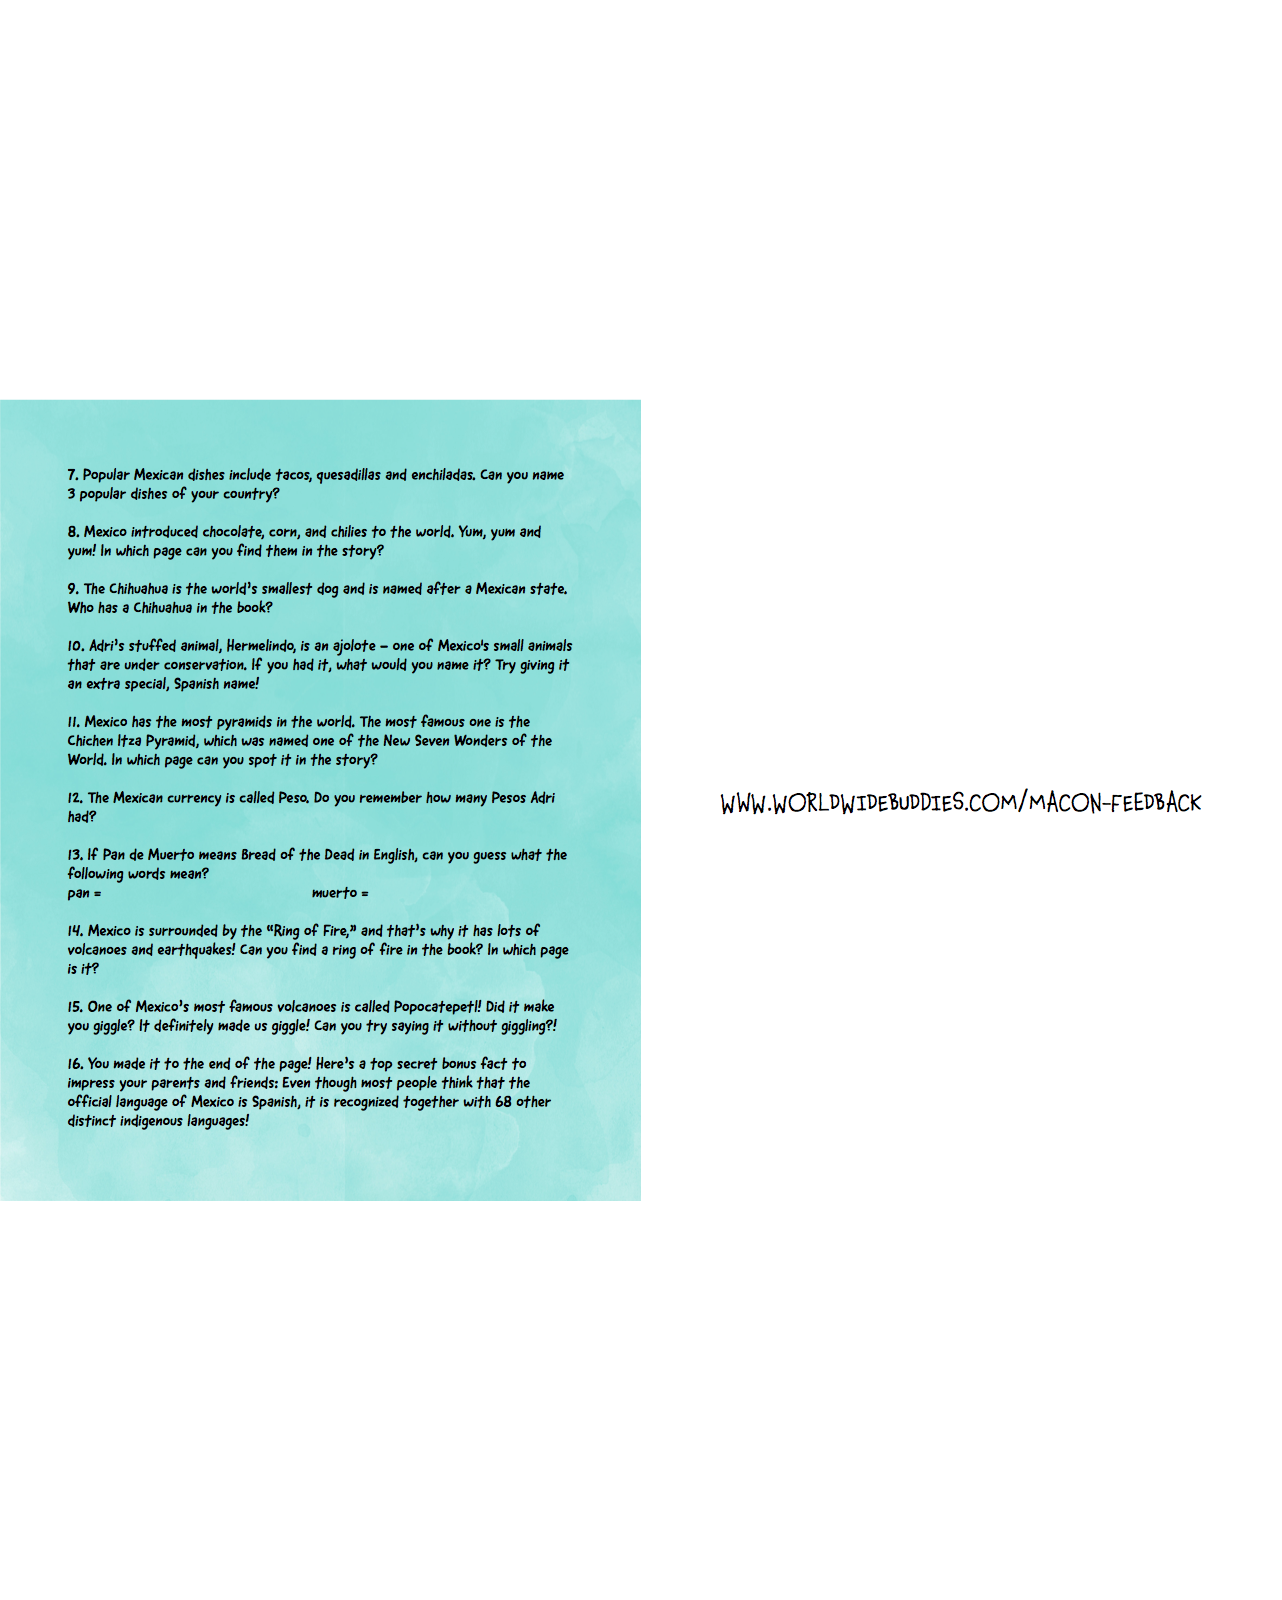 7. Popular Mexican dishes include tacos, quesadillas and enchiladas. Can you name
3 popular dishes of your country?
8. Mexico introduced chocolate, corn, and chilies to the world. Yum, yum and
yum! In which page can you find them in the story?
9. The Chihuahua is the world's smallest dog and is named after a Mexican state.
Who has a Chihuahua in the book?
10. Adri's stuffed animal, Hermelindo, is an ajolote – one of Mexico's small animals
that are under conservation. If you had it, what would you name it? Try giving it
an extra special, Spanish name!
11. Mexico has the most pyramids in the world. The most famous one is the
Chichen Itza Pyramid, which was named one of the New Seven Wonders of the
World. In which page can you spot it in the story?
12. The Mexican currency is called Peso. Do you remember how many Pesos Adri
had?
13. If Pan de Muerto means Bread of the Dead in English, can you guess what the
following words mean?
pan = muerto =
14. Mexico is surrounded by the “Ring of Fire,” and that's why it has lots of
volcanoes and earthquakes! Can you find a ring of fire in the book? In which page
is it?
15. One of Mexico's most famous volcanoes is called Popocatepetl! Did it make
you giggle? It definitely made us giggle! Can you try saying it without giggling?!
16. You made it to the end of the page! Here's a top secret bonus fact to
impress your parents and friends: Even though most people think that the
official language of Mexico is Spanish, it is recognized together with 68 other
distinct indigenous languages!
WWW.WORLDWIDEBUDDIES.COM/MACON-FEEDBACK